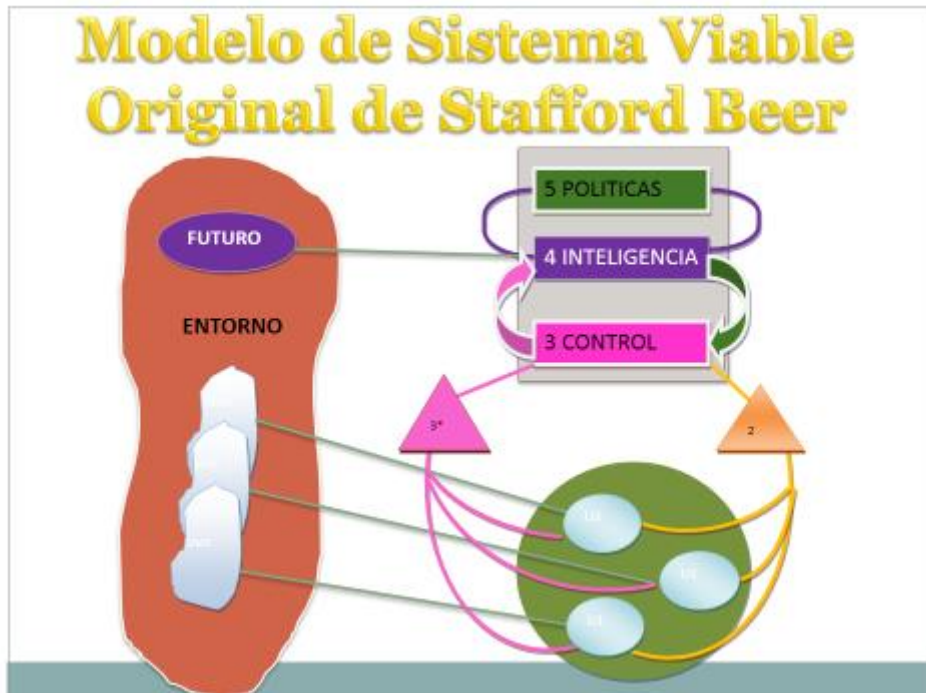 Modelo de Sistema Viable
Original de Stafford Beer
5 POLITICAS
FUTURO
4 INTELIGENCIA
ENTORNO
3 CONTROL
3*
2